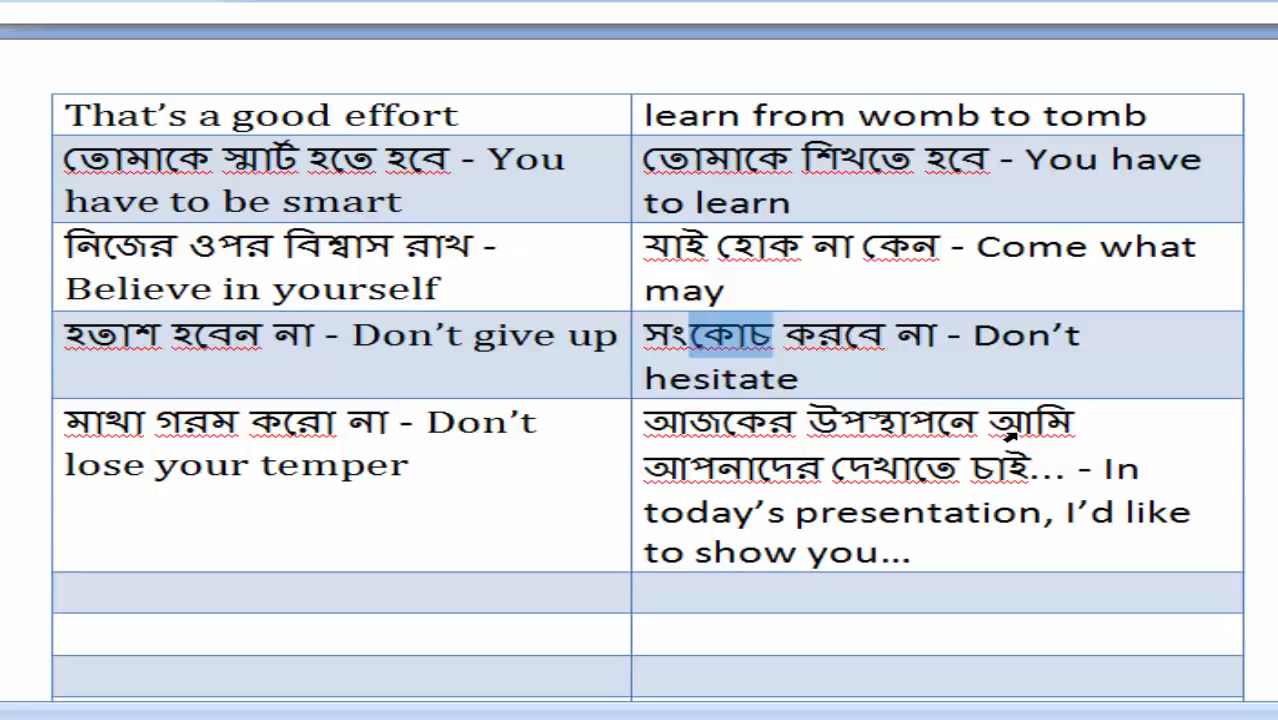 That's a good effort
learn from womb to tomb
তোমাকে স্মার্ট হতে হবে - You
have to be smart
তোমাকে শিখতে হবে - You have
to learn
নিজের ওপর বিশ্বাস রাখ -
Believe in yourself
যাই হোক না কেন - Come what
may
হতাশ হবেন না - Don't give up
সংকোচ করবে না - Don't
hesitate
মাথা গরম করো না - Don't
lose your temper
আজকের উপস্থাপনে আমি
আপনাদের দেখাতে চাই... - In
today's presentation, I'd like
to show you...